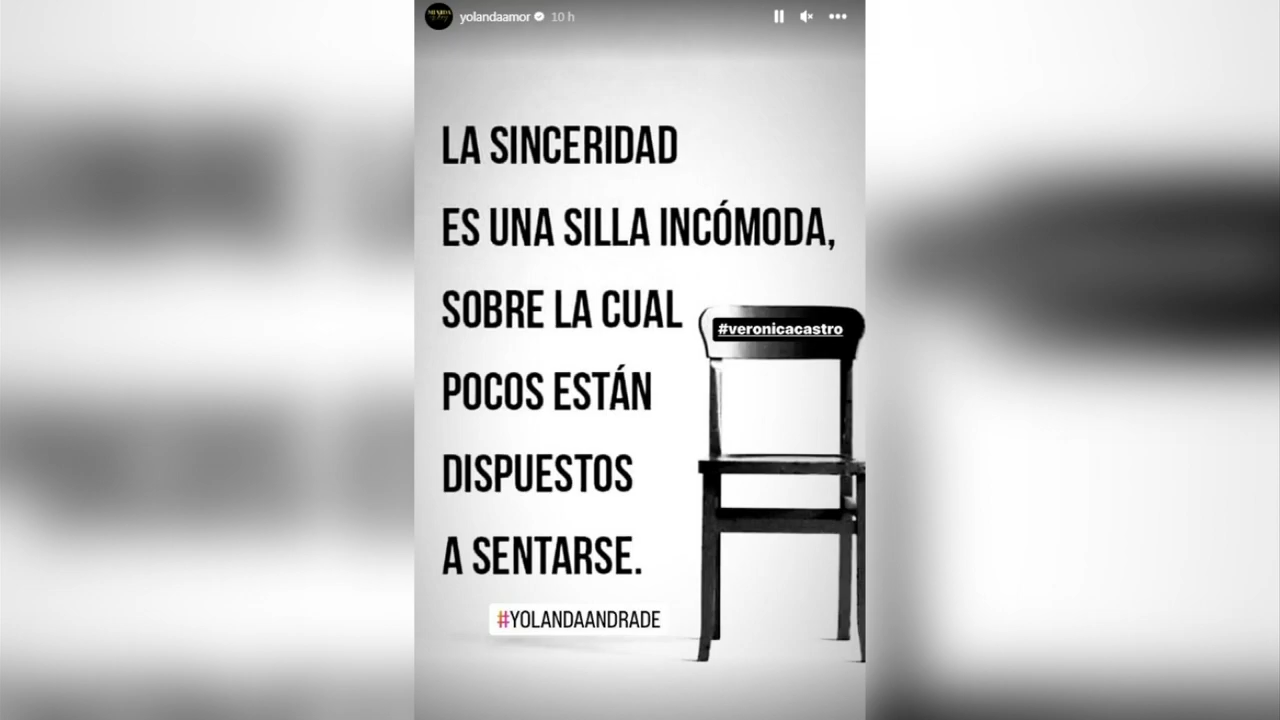 yolandaamor 10 h
LA SINCERIDAD
ES UNA SILLA INCÓMODA,
SOBRE LA CUAL
#veronicacastro
POCOS ESTÁN
DISPUESTOS
A SENTARSE.
#YOLANDAANDRADE